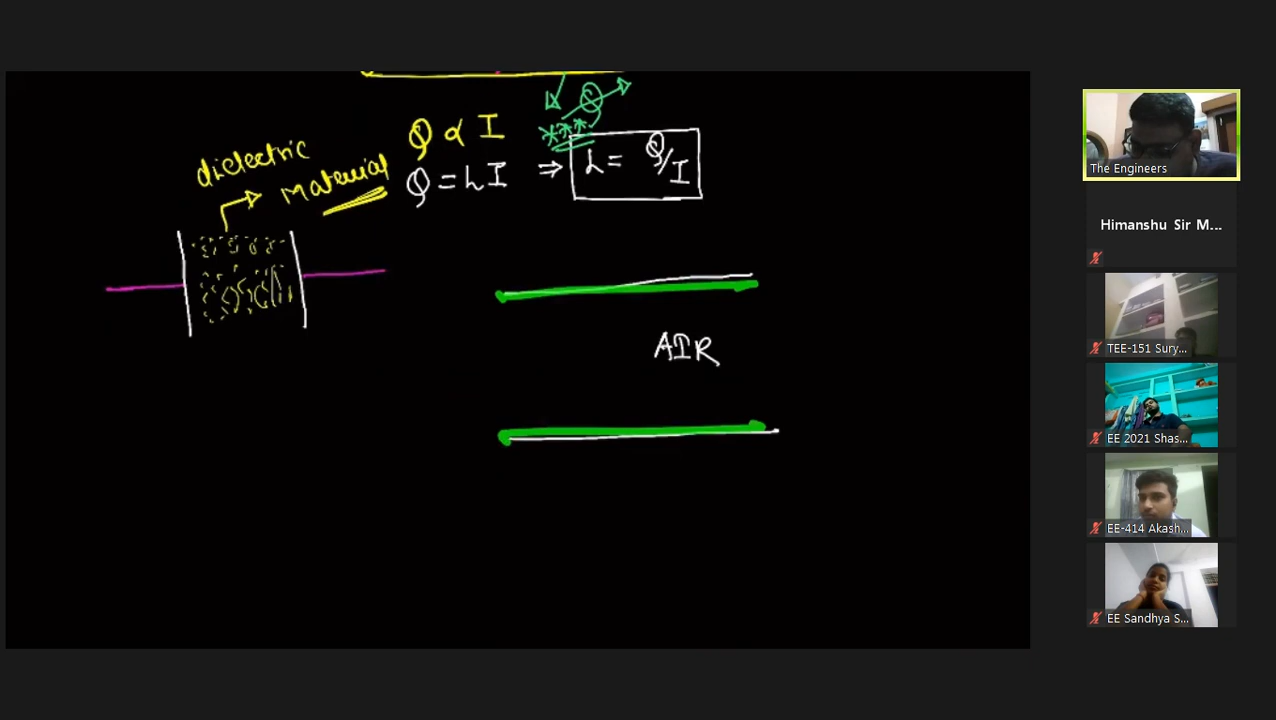 φ ∝ I
φ = LI ⇒ L = φ/I
dielectric
Material
AIR
The Engineers
Himanshu Sir M...
TEE-151 Sury...
EE 2021 Shas...
EE-414 Akash...
EE Sandhya S...